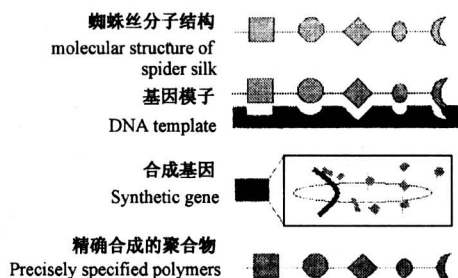 蜘蛛丝分子结构
molecular structure of
spider silk
基因模子
DNA template
合成基因
Synthetic gene
精确合成的聚合物
Precisely specified polymers